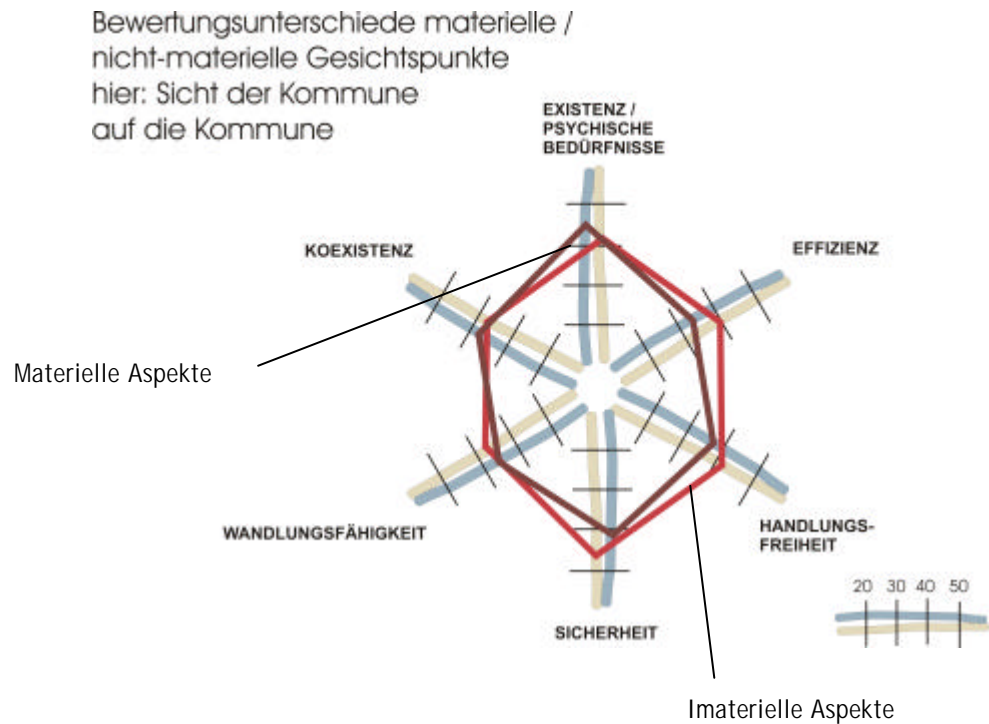 Bewertungsunterschiede materielle /
nicht-materielle Gesichtspunkte
hier: Sicht der Kommune
auf die Kommune
EXISTENZ /
PSYCHISCHE
BEDÜRFNISSE
KOEXISTENZ
EFFIZIENZ
Materielle Aspekte
WANDLUNGSFÄHIGKEIT
HANDLUNGS-
FREIHEIT
SICHERHEIT
20 30 40 50
Imaterielle Aspekte